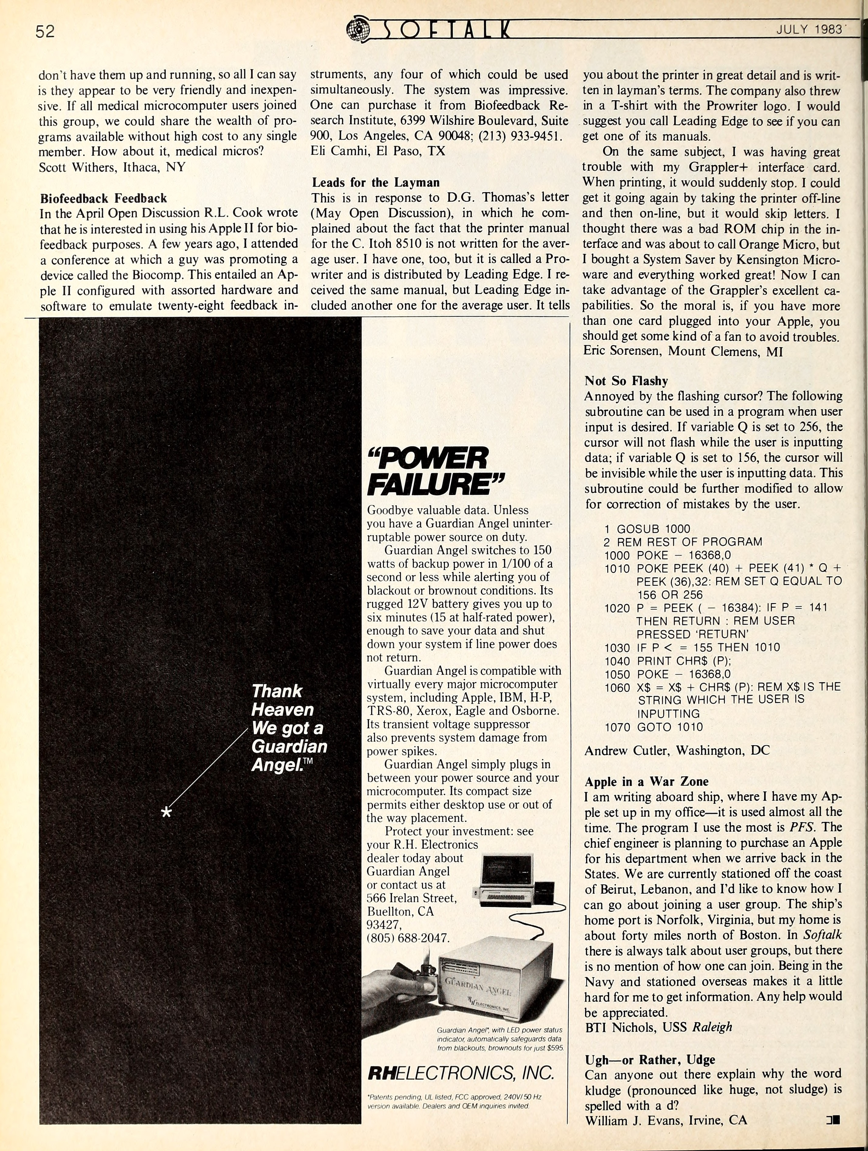 52
SOFTALK
JULY 1983
don't have them up and running, so all I can say
is they appear to be very friendly and inexpen-
sive. If all medical microcomputer users joined
this group, we could share the wealth of pro-
grams available without high cost to any single
member. How about it, medical micros?
Scott Withers, Ithaca, NY
Biofeedback Feedback
In the April Open Discussion R.L. Cook wrote
that he is interested in using his Apple II for bio-
feedback purposes. A few years ago, I attended
a conference at which a guy was promoting a
device called the Biocomp. This entailed an Ap-
ple II configured with assorted hardware and
software to emulate twenty-eight feedback in-
struments, any four of which could be used
simultaneously. The system was impressive.
One can purchase it from Biofeedback Re-
search Institute, 6399 Wilshire Boulevard, Suite
900, Los Angeles, CA 90048; (213) 933-9451.
Eli Camhi, El Paso, TX
Leads for the Layman
This is in response to D.G. Thomas's letter
(May Open Discussion), in which he com-
plained about the fact that the printer manual
for the C. Itoh 8510 is not written for the aver-
age user. I have one, too, but it is called a Pro-
writer and is distributed by Leading Edge. I re-
ceived the same manual, but Leading Edge in-
cluded another one for the average user. It tells
you about the printer in great detail and is writ-
ten in layman's terms. The company also threw
in a T-shirt with the Prowriter logo. I would
suggest you call Leading Edge to see if you can
get one of its manuals.
On the same subject, I was having great
trouble with my Grappler+ interface card.
When printing, it would suddenly stop. I could
get it going again by taking the printer off-line
and then on-line, but it would skip letters. I
thought there was a bad ROM chip in the in-
terface and was about to call Orange Micro, but
I bought a System Saver by Kensington Micro-
ware and everything worked great! Now I can
take advantage of the Grappler's excellent ca-
pabilities. So the moral is, if you have more
than one card plugged into your Apple, you
should get some kind of a fan to avoid troubles.
Eric Sorensen, Mount Clemens, MI
Not So Flashy
Annoyed by the flashing cursor? The following
subroutine can be used in a program when user
input is desired. If variable Q is set to 256, the
cursor will not flash while the user is inputting
data; if variable Q is set to 156, the cursor will
be invisible while the user is inputting data. This
subroutine could be further modified to allow
for correction of mistakes by the user.
1 GOSUB 1000
2 REM REST OF PROGRAM
1000 POKE − 16368,0
1010 POKE PEEK (40) + PEEK (41) * Q +
PEEK (36),32: REM SET Q EQUAL TO
156 OR 256
1020 P = PEEK ( − 16384): IF P = 141
THEN RETURN : REM USER
PRESSED 'RETURN'
1030 IF P < = 155 THEN 1010
1040 PRINT CHR$ (P);
1050 POKE − 16368,0
1060 X$ = X$ + CHR$ (P): REM X$ IS THE
STRING WHICH THE USER IS
INPUTTING
1070 GOTO 1010
Andrew Cutler, Washington, DC
Apple in a War Zone
I am writing aboard ship, where I have my Ap-
ple set up in my office—it is used almost all the
time. The program I use the most is PFS. The
chief engineer is planning to purchase an Apple
for his department when we arrive back in the
States. We are currently stationed off the coast
of Beirut, Lebanon, and I'd like to know how I
can go about joining a user group. The ship's
home port is Norfolk, Virginia, but my home is
about forty miles north of Boston. In Softalk
there is always talk about user groups, but there
is no mention of how one can join. Being in the
Navy and stationed overseas makes it a little
hard for me to get information. Any help would
be appreciated.
BTI Nichols, USS Raleigh
Ugh—or Rather, Udge
Can anyone out there explain why the word
kludge (pronounced like huge, not sludge) is
spelled with a d?
William J. Evans, Irvine, CA
Thank
Heaven
We got a
Guardian
Angel.™
*
“POWER
FAILURE”
Goodbye valuable data. Unless
you have a Guardian Angel uninter-
ruptable power source on duty.
Guardian Angel switches to 150
watts of backup power in 1/100 of a
second or less while alerting you of
blackout or brownout conditions. Its
rugged 12V battery gives you up to
six minutes (15 at half-rated power),
enough to save your data and shut
down your system if line power does
not return.
Guardian Angel is compatible with
virtually every major microcomputer
system, including Apple, IBM, H-P,
TRS-80, Xerox, Eagle and Osborne.
Its transient voltage suppressor
also prevents system damage from
power spikes.
Guardian Angel simply plugs in
between your power source and your
microcomputer. Its compact size
permits either desktop use or out of
the way placement.
Protect your investment: see
your R.H. Electronics
dealer today about
Guardian Angel
or contact us at
566 Irelan Street,
Buellton, CA
93427,
(805) 688-2047.
GUARDIAN ANGEL
ELECTRONICS, INC.
Guardian Angel*, with LED power status
indicator, automatically safeguards data
from blackouts, brownouts for just $595.
RHELECTRONICS, INC.
*Patents pending, UL listed, FCC approved, 240V/50 Hz
version available. Dealers and OEM inquiries invited.